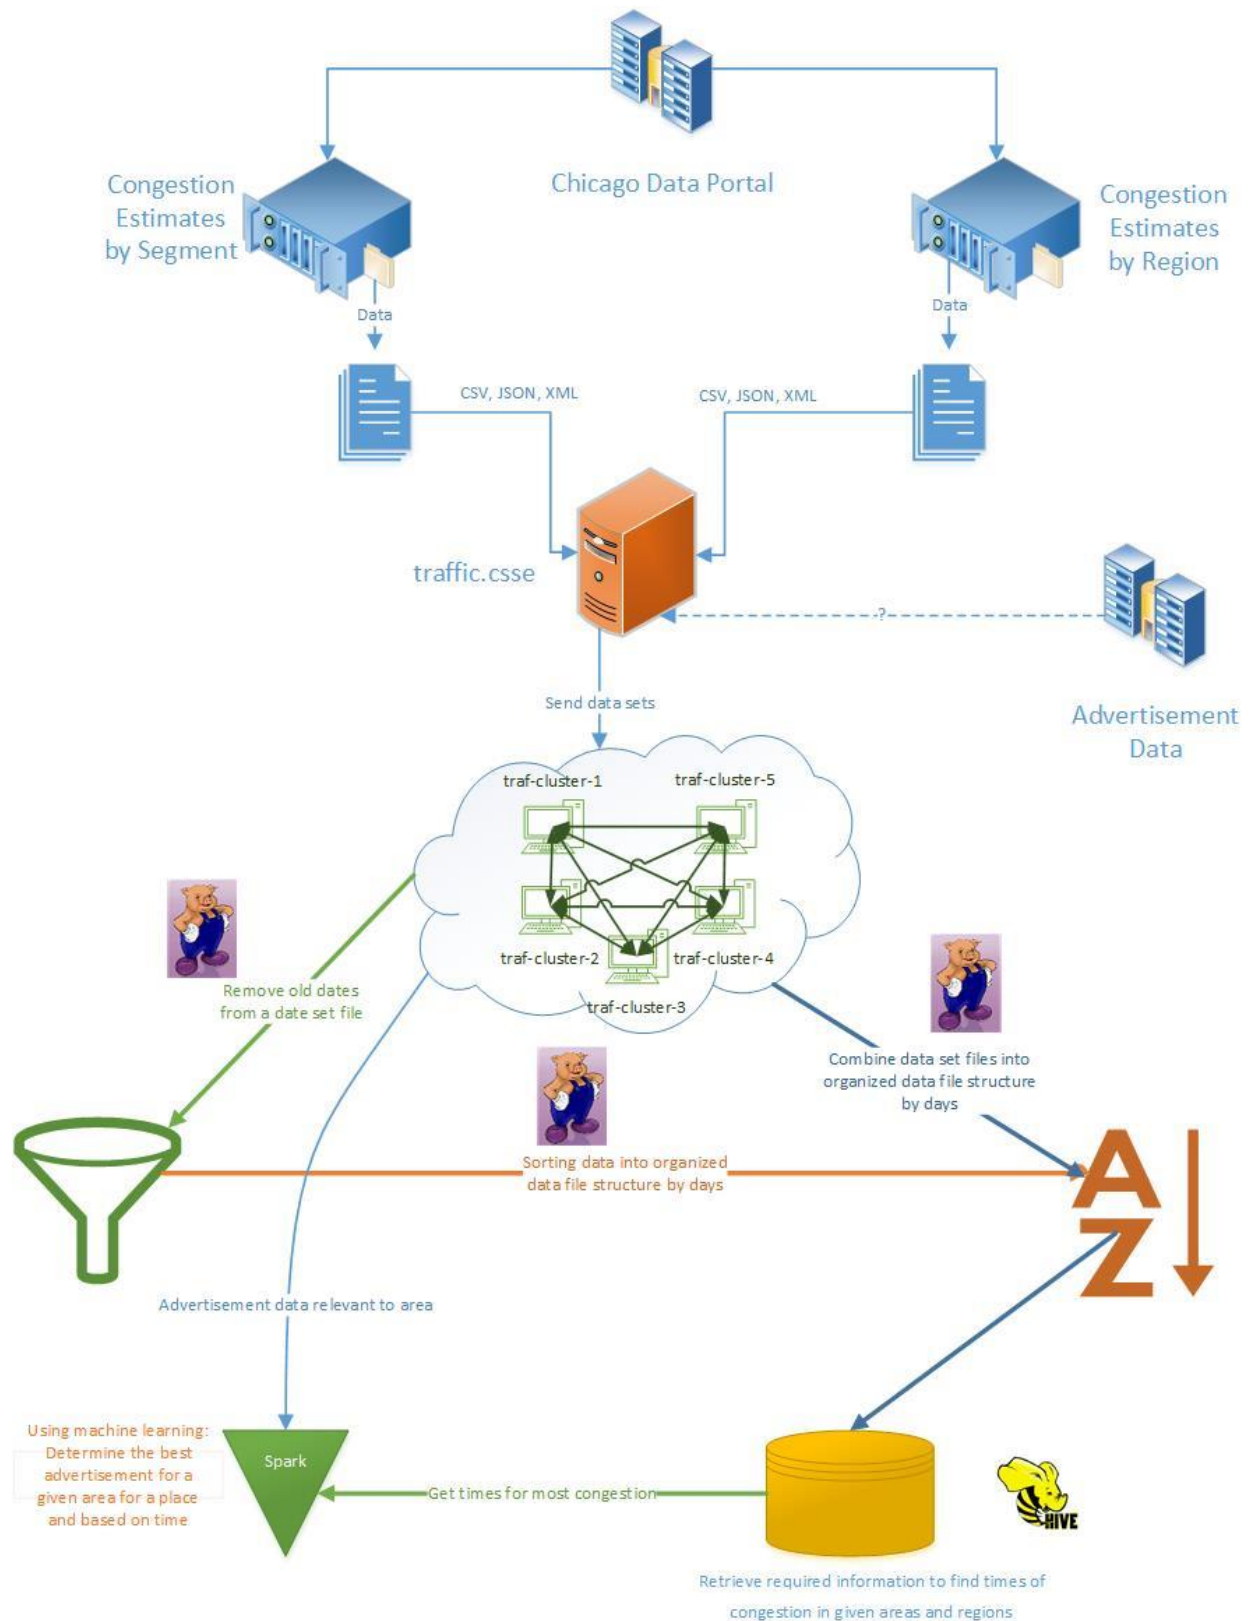 Chicago Data Portal
Congestion
Estimates
by Segment
Congestion
Estimates
by Region
Data
Data
CSV, JSON, XML
CSV, JSON, XML
traffic.csse
?
Advertisement
Data
Send data sets
traf-cluster-1
traf-cluster-5
traf-cluster-2
traf-cluster-4
traf-cluster-3
Remove old dates
from a date set file
Combine data set files into
organized data file structure
by days
Sorting data into organized
data file structure by days
A
Z
Advertisement data relevant to area
Using machine learning:
Determine the best
advertisement for a
given area for a place
and based on time
Spark
Get times for most congestion
HIVE
Retrieve required information to find times of
congestion in given areas and regions